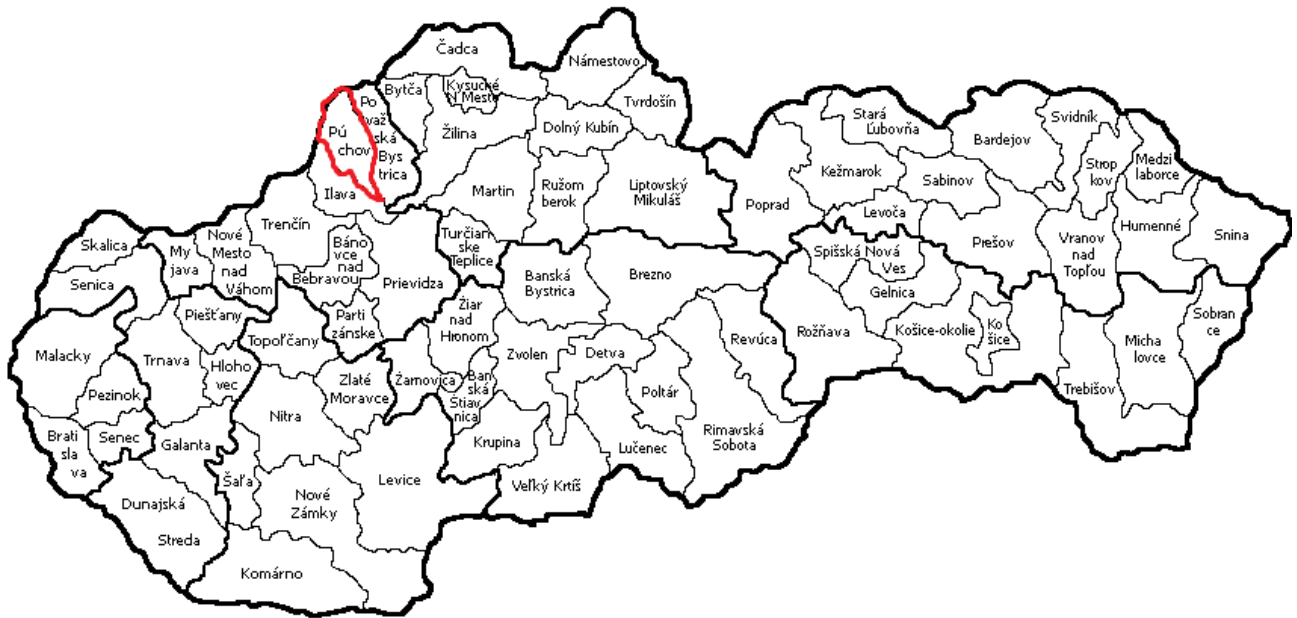 Čadca
Námestovo
Bytča
Kysucké
N Mesto
Po
važ
ská
Bys
trica
Tvrdošín
Pú
chov
Žilina
Dolný Kubín
Stará
Ľubovňa
Svidník
Bardejov
Strop
kov
Medzi
laborce
Kežmarok
Sabinov
Ilava
Martin
Ružom
berok
Liptovský
Mikuláš
Poprad
Levoča
Trenčín
Turčian
ske
Teplice
Prešov
Vranov
nad
Topľou
Humenné
Snina
Skalica
My
java
Nové
Mesto
nad
Váhom
Báno
vce
nad
Bebravou
Prievidza
Banská
Bystrica
Brezno
Spišská Nová
Ves
Gelnica
Senica
Piešťany
Parti
zánske
Žiar
nad
Hronom
Rožňava
Košice-okolie
Ko
šice
Sobran
ce
Malacky
Trnava
Hloho
vec
Topoľčany
Zvolen
Detva
Revúca
Micha
lovce
Trebišov
Pezinok
Zlaté
Moravce
Žarnovica
Ban
ská
Štiav
nica
Poltár
Nitra
Brati
sla
va
Senec
Galanta
Krupina
Lučenec
Rimavská
Sobota
Šaľa
Levice
Veľký Krtíš
Dunajská
Streda
Nové
Zámky
Komárno